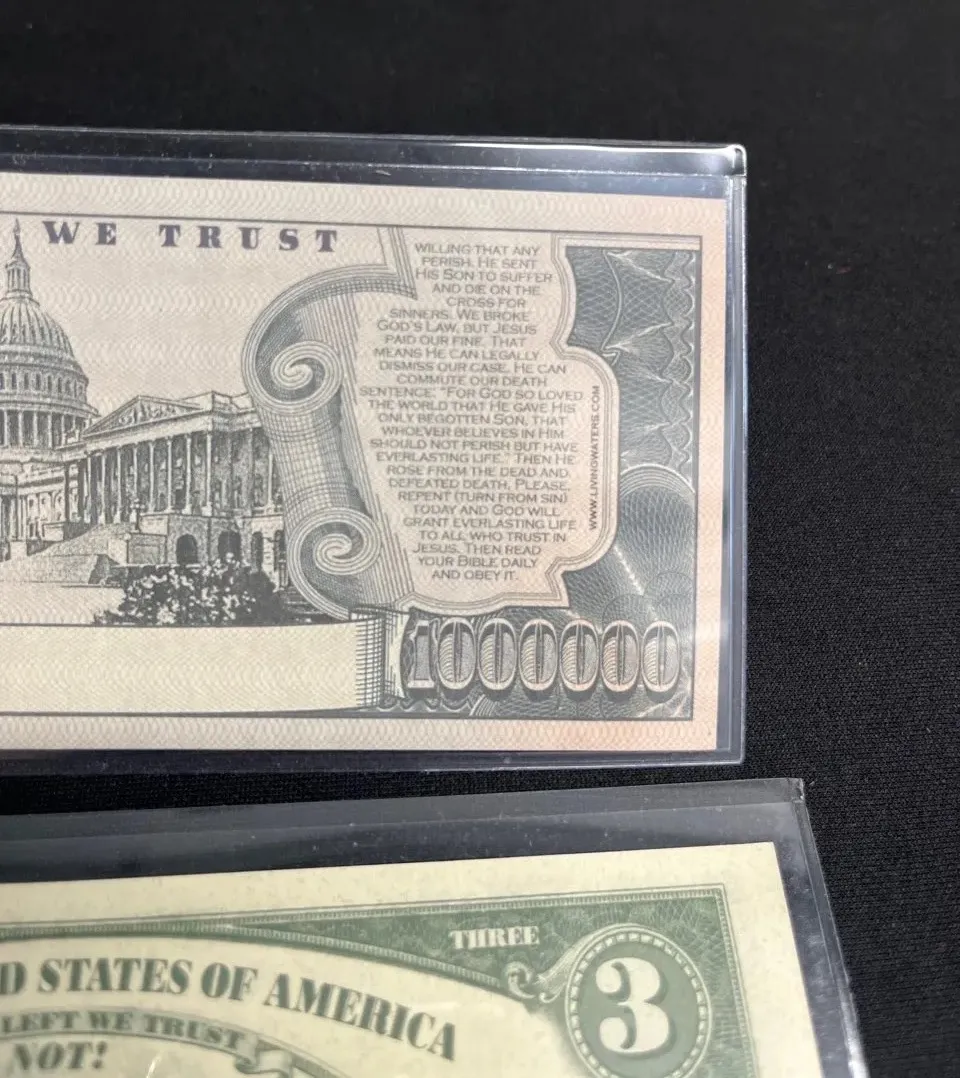 WE TRUST
WILLING THAT ANY
PERISH. HE SENT
HIS SON TO SUFFER
AND DIE ON THE
CROSS FOR
SINNERS. WE BROKE
GOD'S LAW, BUT JESUS
PAID OUR FINE. THAT
MEANS HE CAN LEGALLY
DISMISS OUR CASE. HE CAN
COMMUTE OUR DEATH
SENTENCE: "FOR GOD SO LOVED
THE WORLD THAT HE GAVE HIS
ONLY BEGOTTEN SON, THAT
WHOEVER BELIEVES IN HIM
SHOULD NOT PERISH BUT HAVE
EVERLASTING LIFE." THEN HE
ROSE FROM THE DEAD AND
DEFEATED DEATH. PLEASE,
REPENT (TURN FROM SIN)
TODAY AND GOD WILL
GRANT EVERLASTING LIFE
TO ALL WHO TRUST IN
JESUS. THEN READ
YOUR BIBLE DAILY
AND OBEY IT.
WWW.LIVINGWATERS.COM
1000000
THREE
3
D STATES OF AMERICA
LEFT WE TRUST
NOT!